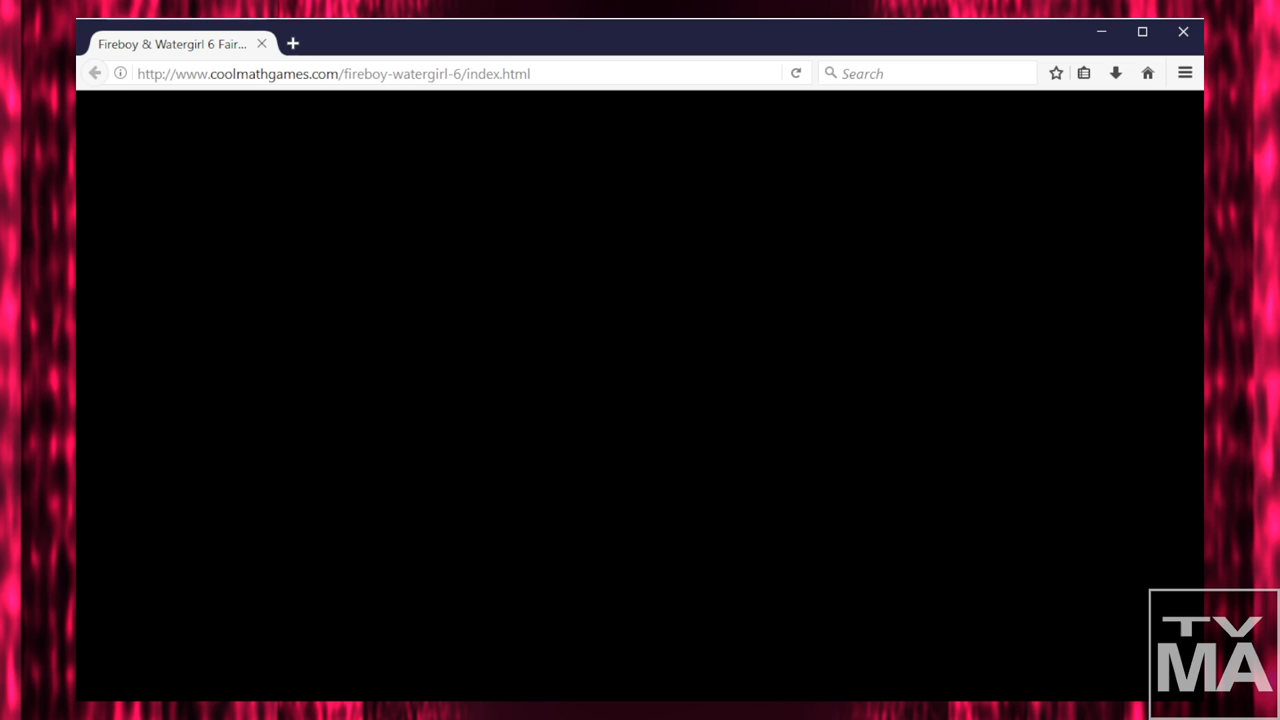 Fireboy & Watergirl 6 Fair...
http://www.coolmathgames.com/fireboy-watergirl-6/index.html
Search
TV
MA